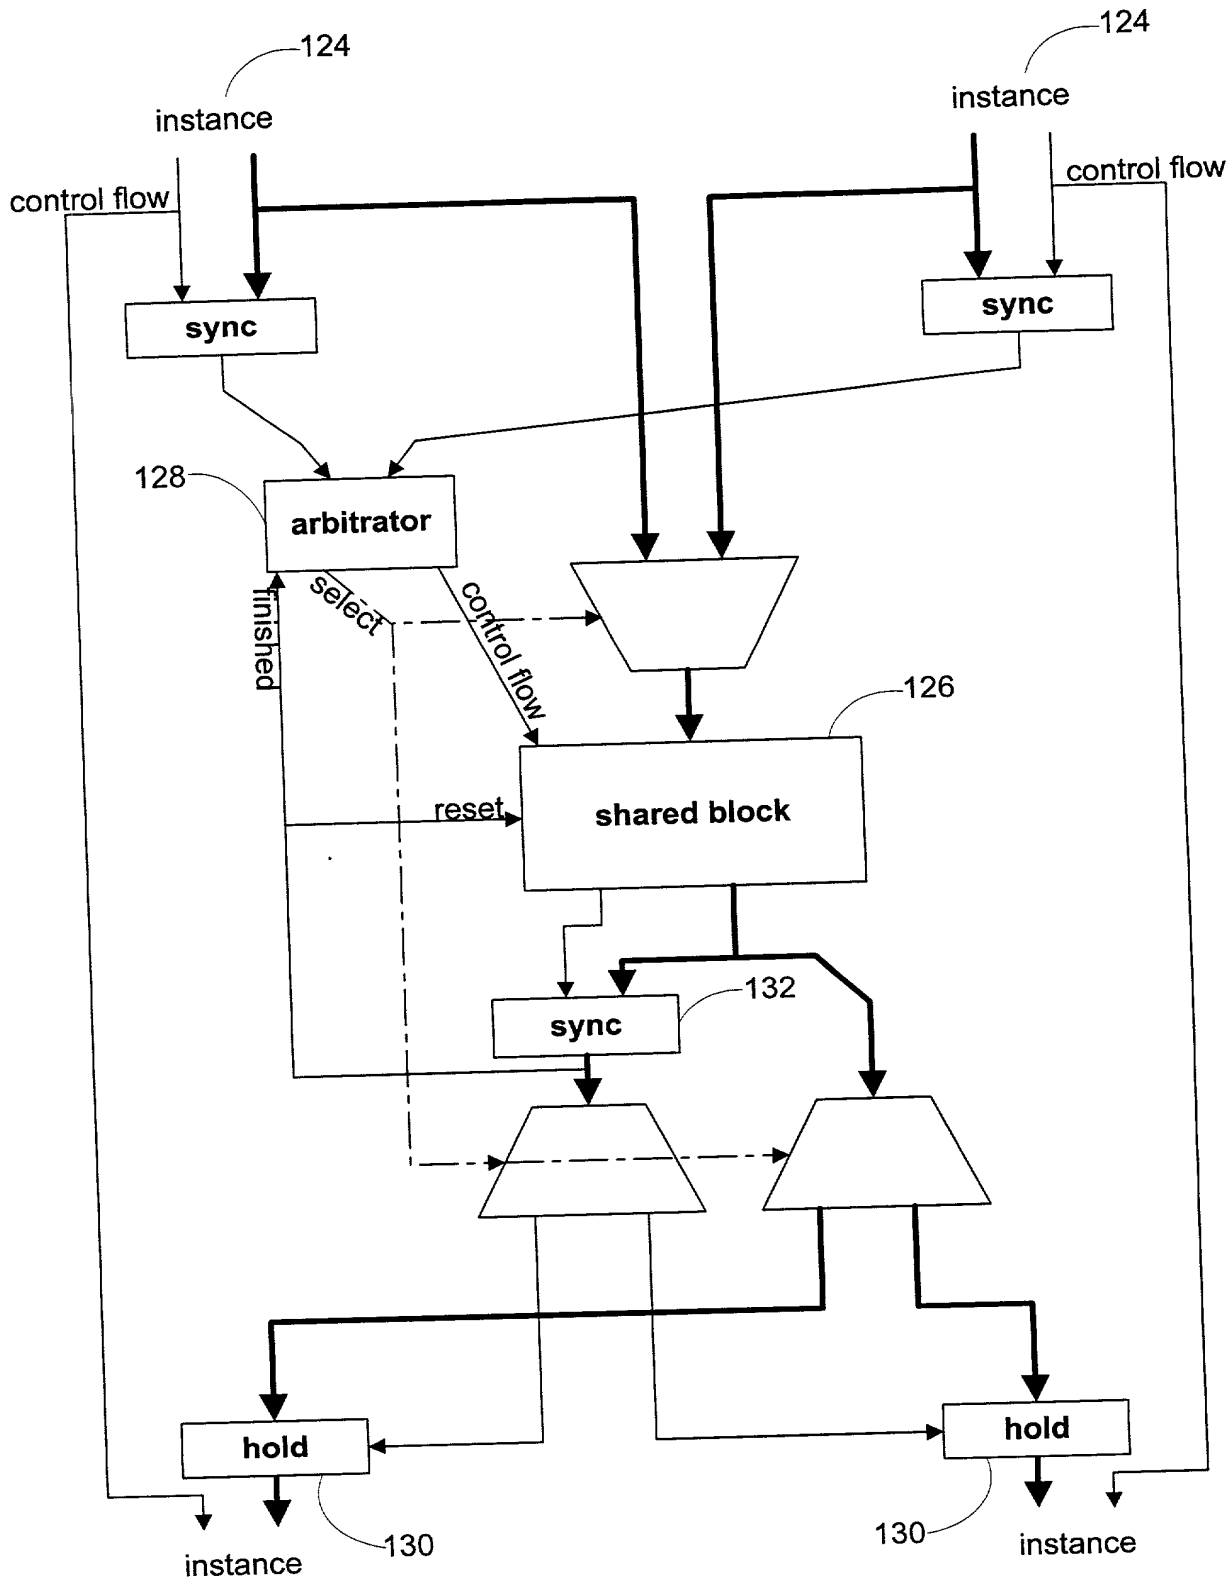 124
124
instance
instance
control flow
control flow
sync
sync
128
arbitrator
finished
select
control flow
126
reset
shared block
132
sync
hold
hold
130
130
instance
instance